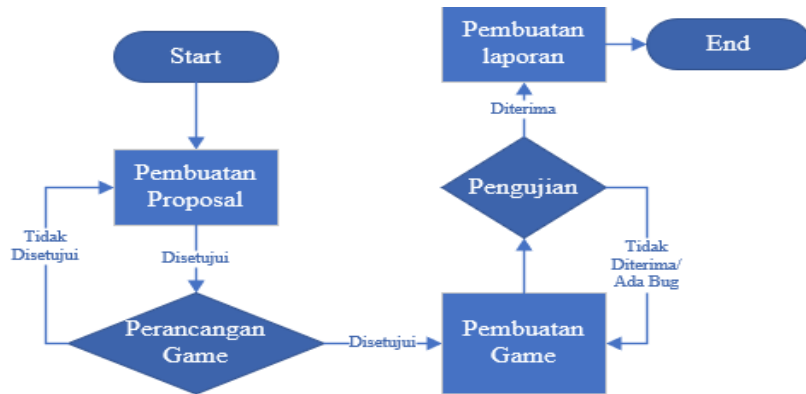 Start
Pembuatan
Proposal
Tidak
Disetujui
Disetujui
Perancangan
Game
Disetujui
Pembuatan
Game
Tidak
Diterima/
Ada Bug
Pengujian
Diterima
Pembuatan
laporan
End